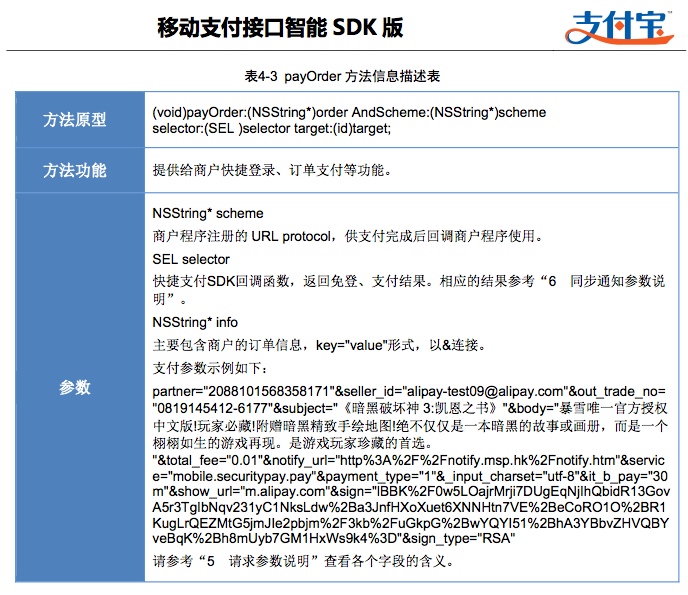 移动支付接口智能 SDK 版
支付宝
表4-3 payOrder 方法信息描述表
方法原型
(void)payOrder:(NSString*)order AndScheme:(NSString*)scheme
selector:(SEL )selector target:(id)target;
方法功能
提供给商户快捷登录、订单支付等功能。
参数
NSString* scheme
商户程序注册的 URL protocol，供支付完成后回调商户程序使用。
SEL selector
快捷支付SDK回调函数，返回免登、支付结果。相应的结果参考“6 同步通知参数说
明”。
NSString* info
主要包含商户的订单信息，key="value"形式，以&连接。
支付参数示例如下：
partner="2088101568358171"&seller_id="alipay-test09@alipay.com"&out_trade_no=
"0819145412-6177"&subject="《暗黑破坏神 3:凯恩之书》"&body="暴雪唯一官方授权
中文版!玩家必藏!附赠暗黑精致手绘地图!绝不仅仅是一本暗黑的故事或画册，而是一个
栩栩如生的游戏再现。是游戏玩家珍藏的首选。
"&total_fee="0.01"&notify_url="http%3A%2F%2Fnotify.msp.hk%2Fnotify.htm"&servic
e="mobile.securitypay.pay"&payment_type="1"&_input_charset="utf-8"&it_b_pay="30
m"&show_url="m.alipay.com"&sign="lBBK%2F0w5LOajrMrji7DUgEqNjIhQbidR13Gov
A5r3TgIbNqv231yC1NksLdw%2Ba3JnfHXoXuet6XNNHtn7VE%2BeCoRO1O%2BR1
KugLrQEZMtG5jmJIe2pbjm%2F3kb%2FuGkpG%2BwYQYI51%2BhA3YBbvZHVQBY
veBqK%2Bh8mUyb7GM1HxWs9k4%3D"&sign_type="RSA"
请参考“5 请求参数说明”查看各个字段的含义。